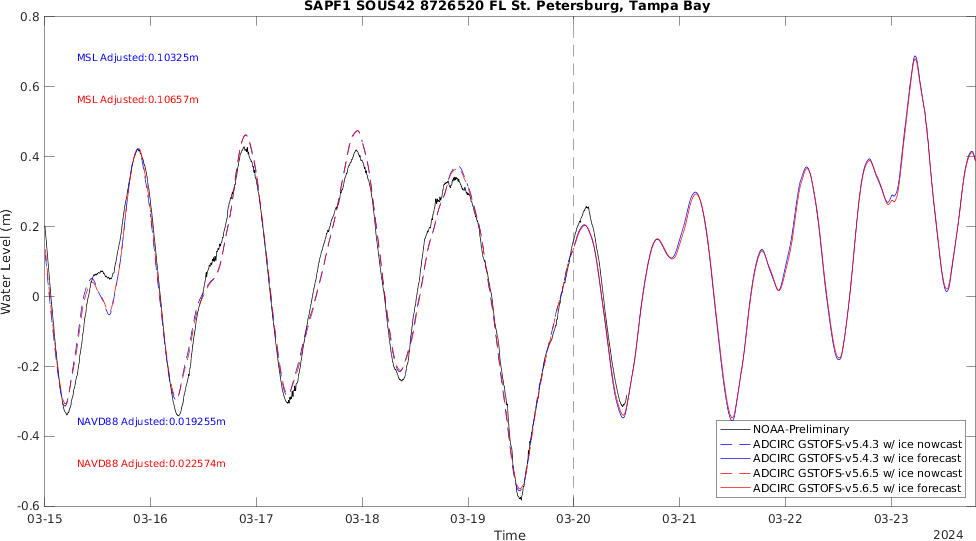 SAPF1 SOUS42 8726520 FL St. Petersburg, Tampa Bay
0.8
0.6
0.4
0.2
0
-0.2
-0.4
-0.6
Water Level (m)
MSL Adjusted:0.10325m
MSL Adjusted:0.10657m
NAVD88 Adjusted:0.019255m
NAVD88 Adjusted:0.022574m
NOAA-Preliminary
ADCIRC GSTOFS-v5.4.3 w/ ice nowcast
ADCIRC GSTOFS-v5.4.3 w/ ice forecast
ADCIRC GSTOFS-v5.6.5 w/ ice nowcast
ADCIRC GSTOFS-v5.6.5 w/ ice forecast
03-15 03-16 03-17 03-18 03-19 03-20 03-21 03-22 03-23
Time
2024